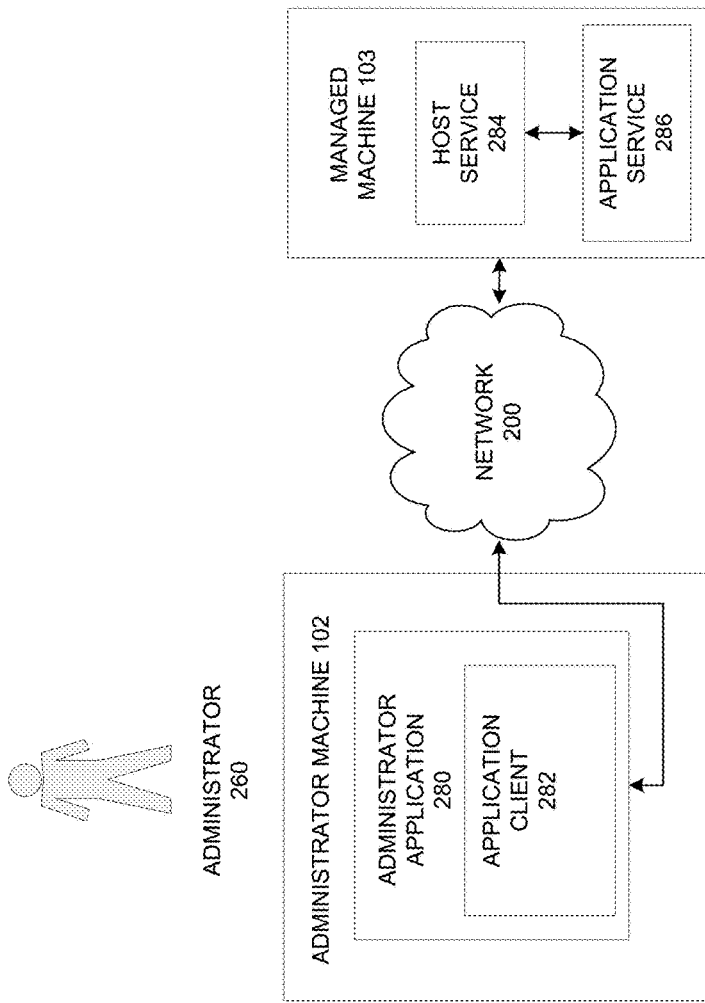 ADMINISTRATOR
260
ADMINISTRATOR MACHINE 102
ADMINISTRATOR
APPLICATION
280
APPLICATION
CLIENT
282
NETWORK
200
MANAGED
MACHINE 103
HOST
SERVICE
284
APPLICATION
SERVICE
286